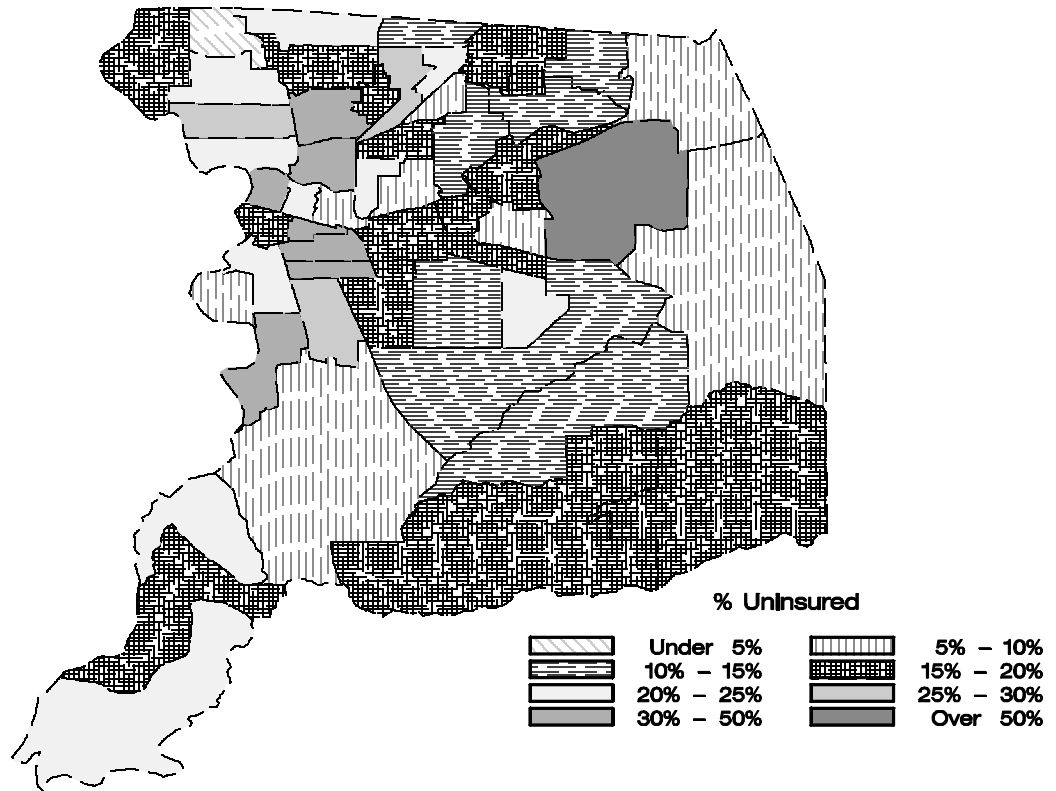 % Uninsured
Under 5% 5% – 10%
10% – 15% 15% – 20%
20% – 25% 25% – 30%
30% – 50% Over 50%